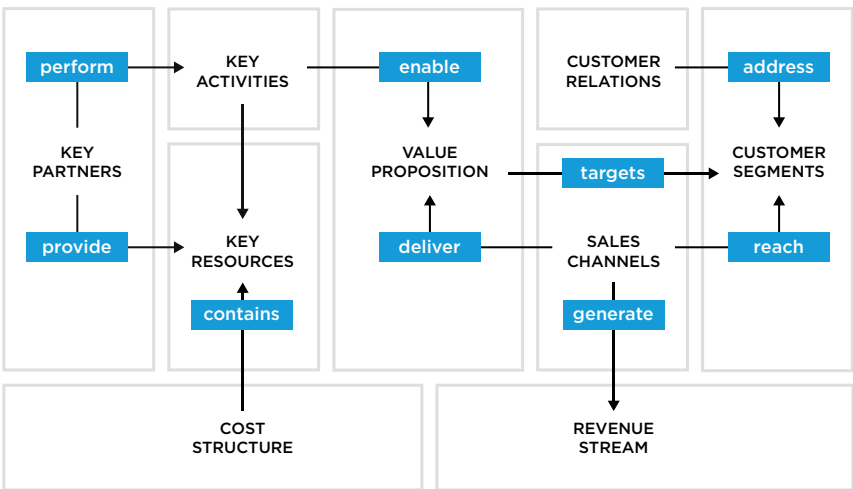 perform
KEY
ACTIVITIES
enable
CUSTOMER
RELATIONS
address
KEY
PARTNERS
VALUE
PROPOSITION
targets
CUSTOMER
SEGMENTS
provide
KEY
RESOURCES
deliver
SALES
CHANNELS
reach
contains
generate
COST
STRUCTURE
REVENUE
STREAM